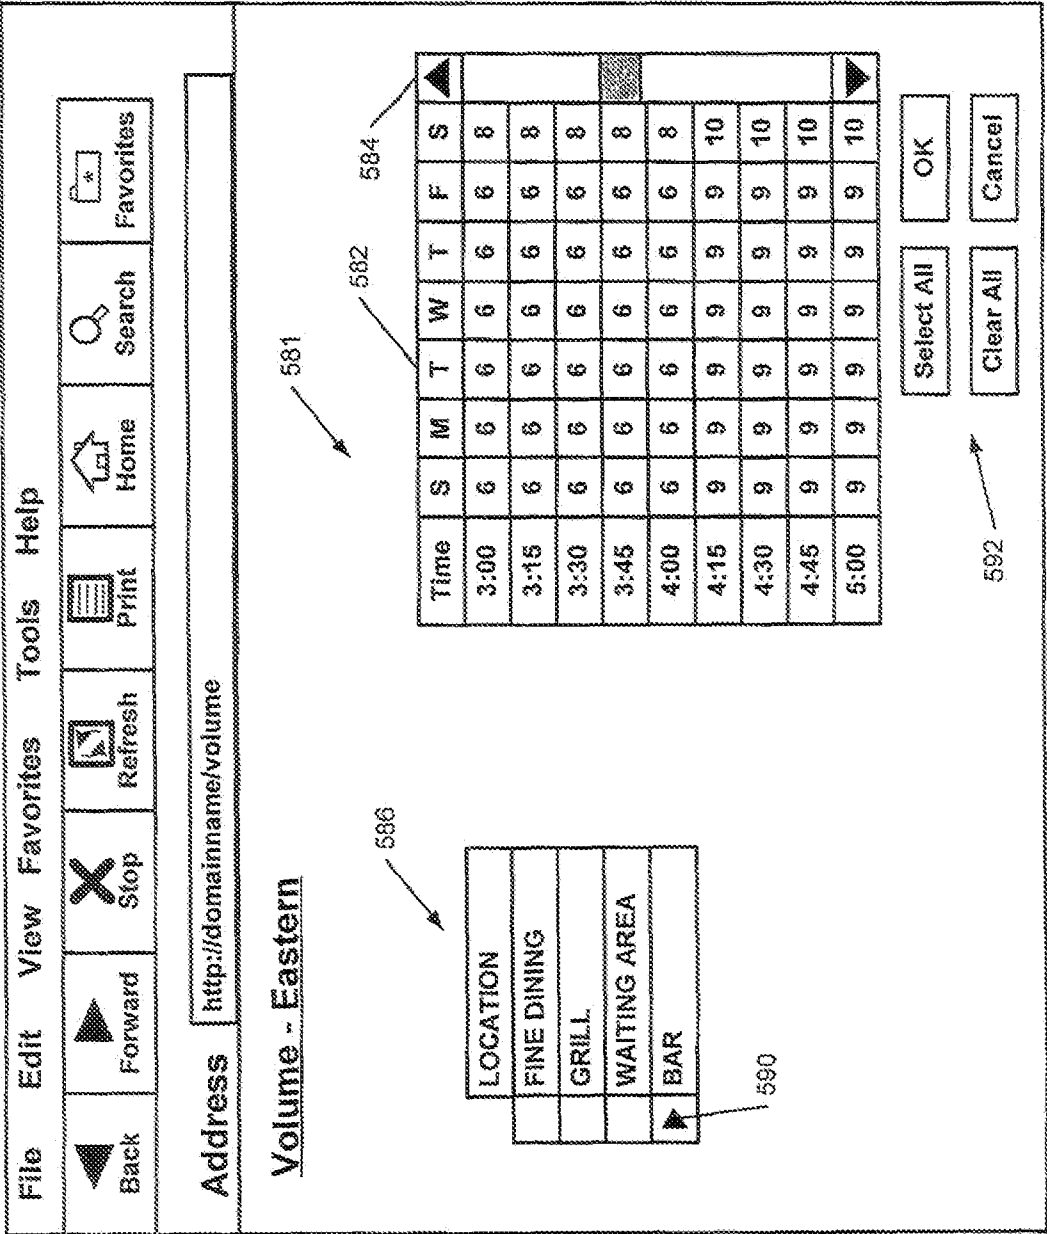 File Edit View Favorites Tools Help
Back Forward Stop Refresh Print Home Search Favorites
Address http://domainname/volume
Volume - Eastern
581
582
584
586
LOCATION
FINE DINING
GRILL
WAITING AREA
BAR
590
Time S M T W T F S
3:00 6 6 6 6 6 6 8
3:15 6 6 6 6 6 6 8
3:30 6 6 6 6 6 6 8
3:45 6 6 6 6 6 6 8
4:00 6 6 6 6 6 6 8
4:15 9 9 9 9 9 9 10
4:30 9 9 9 9 9 9 10
4:45 9 9 9 9 9 9 10
5:00 9 9 9 9 9 9 10
Select All OK
Clear All Cancel
592